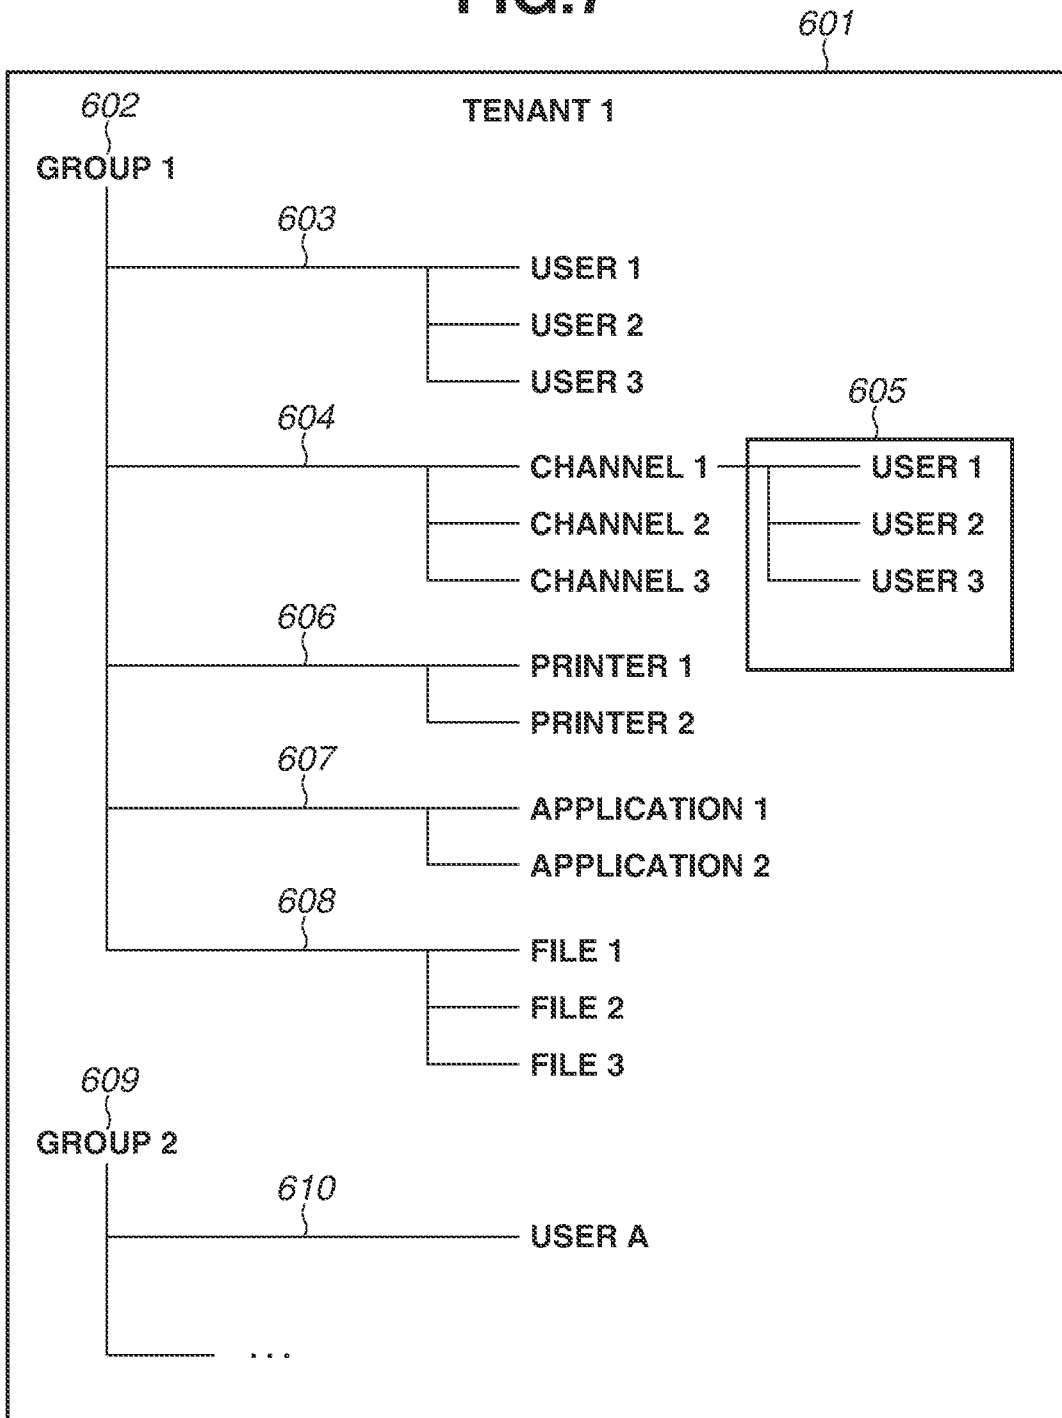 FIG.7
601
602
TENANT 1
GROUP 1
603
USER 1
USER 2
USER 3
605
604
CHANNEL 1
USER 1
CHANNEL 2
USER 2
CHANNEL 3
USER 3
606
PRINTER 1
PRINTER 2
607
APPLICATION 1
APPLICATION 2
608
FILE 1
FILE 2
FILE 3
609
GROUP 2
610
USER A
...